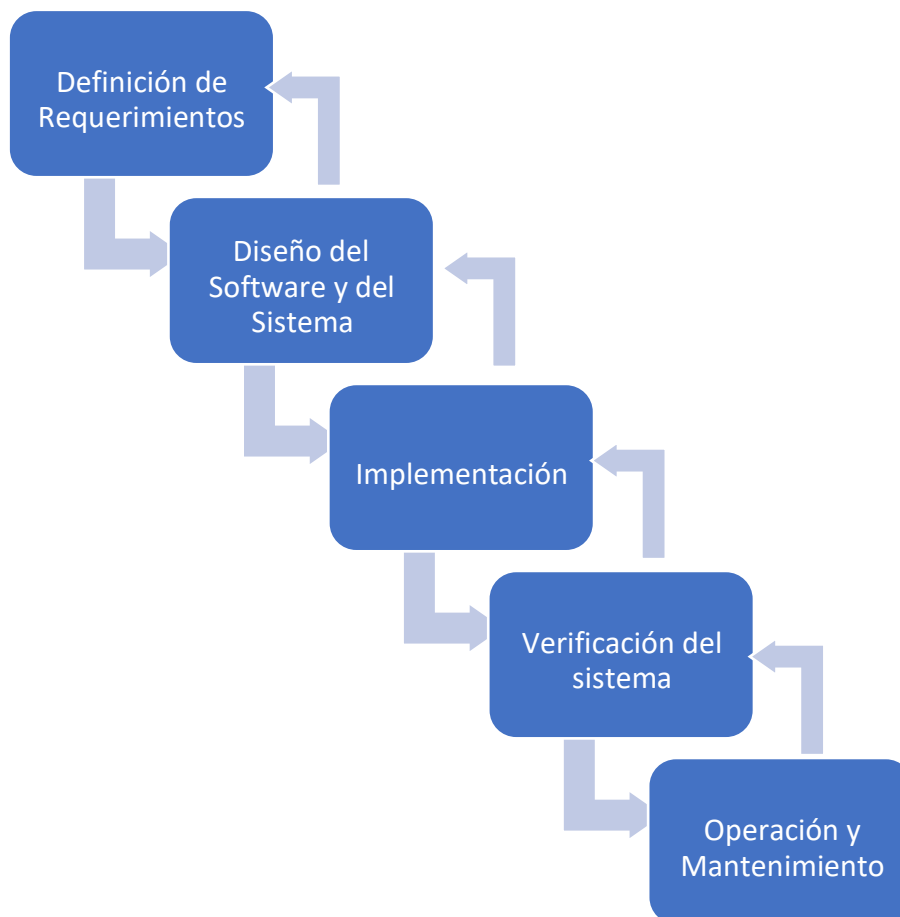 Definición de
Requerimientos
Diseño del
Software y del
Sistema
Implementación
Verificación del
sistema
Operación y
Mantenimiento